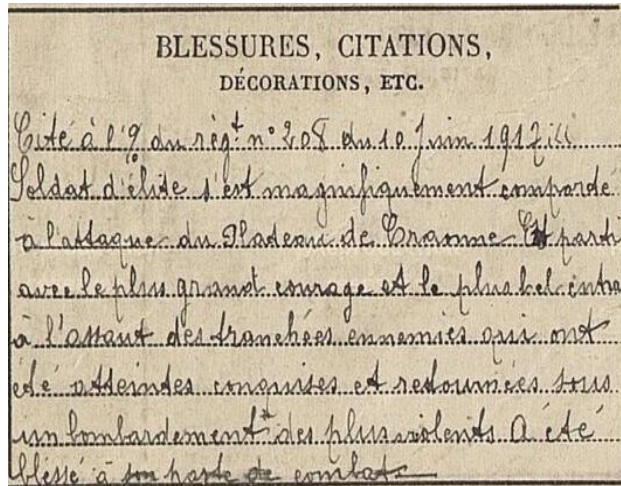 BLESSURES, CITATIONS,
DÉCORATIONS, ETC.
Cité à l'O du régt n° 208 du 10 Juin 1917 :((
Soldat d'élite s'est magnifiquement comporté
à l'attaque du Plateau de Craonne Est parti
avec le plus grand courage et le plus bel entra
à l'assaut des tranchées ennemies qui ont
été atteintes conquises et retournées sous
un bombardement des plus violents A été
blessé à son poste de combat